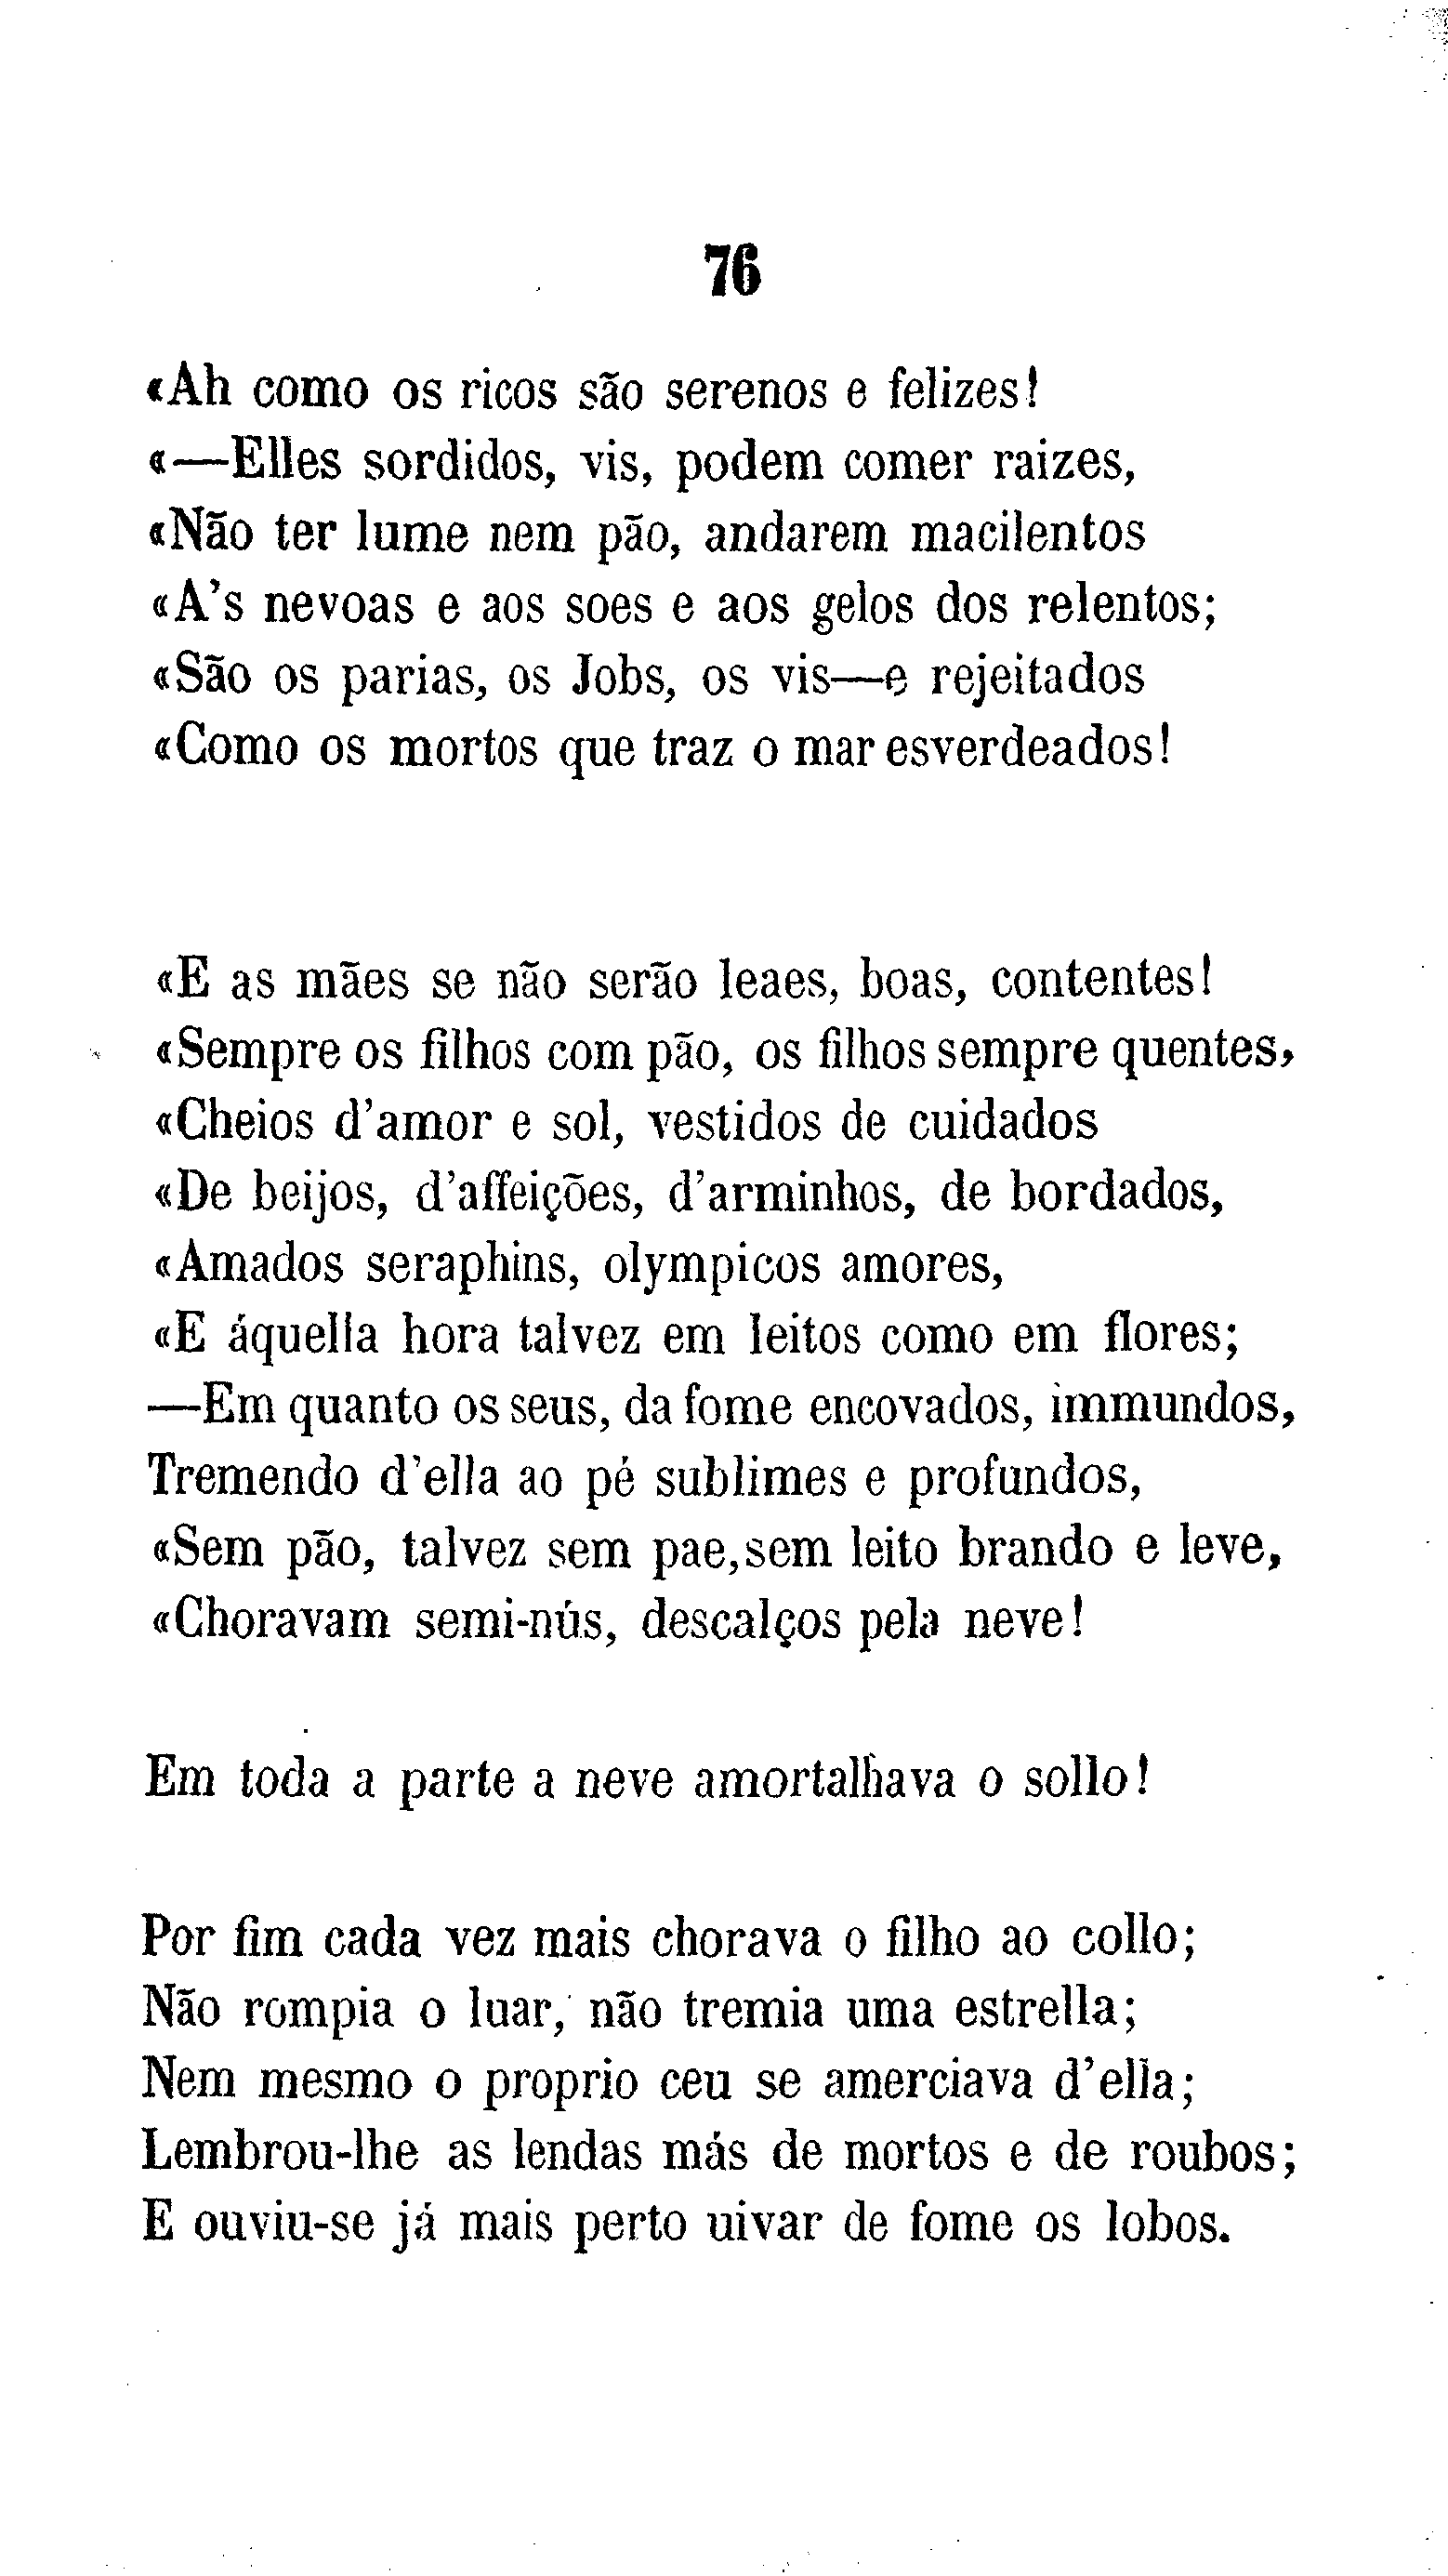 76
«Ah como os ricos são serenos e felizes!
«—Elles sordidos, vis, podem comer raizes,
«Não ter lume nem pão, andarem macilentos
«A's nevoas e aos soes e aos gelos dos relentos;
«São os parias, os Jobs, os vis—e rejeitados
«Como os mortos que traz o mar esverdeados!
«E as mães se não serão leaes, boas, contentes!
«Sempre os filhos com pão, os filhos sempre quentes,
«Cheios d'amor e sol, vestidos de cuidados
«De beijos, d'affeições, d'arminhos, de bordados,
«Amados seraphins, olympicos amores,
«E áquella hora talvez em leitos como em flores;
—Em quanto os seus, da fome encovados, immundos,
Tremendo d'ella ao pé sublimes e profundos,
«Sem pão, talvez sem pae,sem leito brando e leve,
«Choravam semi-nús, descalços pela neve!
Em toda a parte a neve amortalhava o sollo!
Por fim cada vez mais chorava o filho ao collo;
Não rompia o luar, não tremia uma estrella;
Nem mesmo o proprio ceu se amerciava d'ella;
Lembrou-lhe as lendas más de mortos e de roubos;
E ouviu-se já mais perto uivar de fome os lobos.